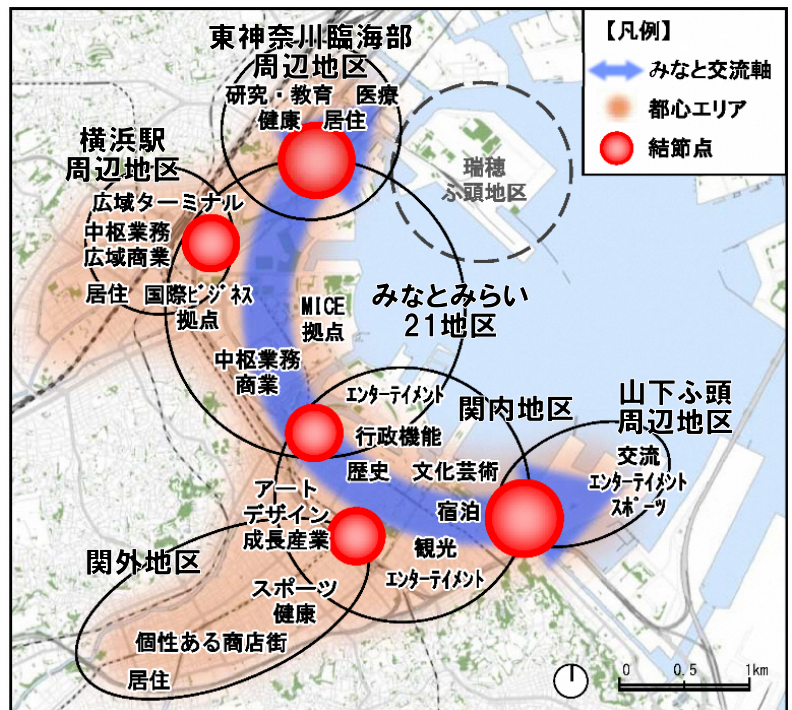 東神奈川臨海部
周辺地区
研究・教育 医療
健康 居住
【凡例】
みなと交流軸
都心エリア
結節点
横浜駅
周辺地区
広域ターミナル
中枢業務
広域商業
居住 国際ビジネス
拠点
瑞穂
ふ頭地区
MICE
拠点
みなとみらい
21地区
中枢業務
商業
エンターテイメント
行政機能
関内地区
歴史 文化芸術
宿泊
観光
エンターテイメント
山下ふ頭
周辺地区
交流
エンターテイメント
スポーツ
アート
デザイン
成長産業
関外地区
スポーツ
健康
個性ある商店街
居住
0 0.5 1km